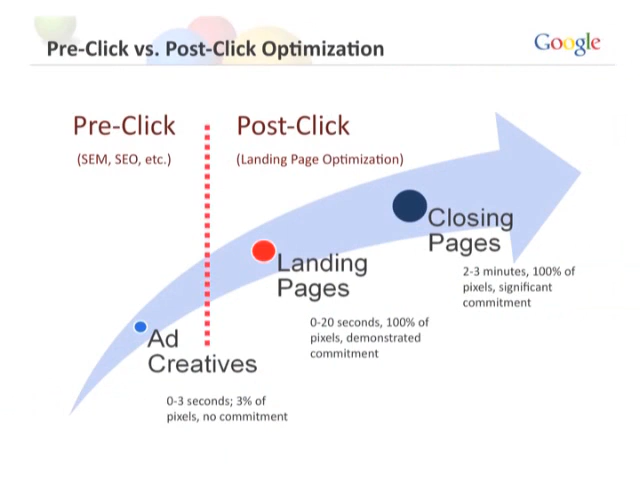 Pre-Click vs. Post-Click Optimization
Google
Pre-Click
(SEM, SEO, etc.)
Post-Click
(Landing Page Optimization)
Closing
Pages
2-3 minutes, 100% of
pixels, significant
commitment
Landing
Pages
0-20 seconds, 100% of
pixels, demonstrated
commitment
Ad
Creatives
0-3 seconds; 3% of
pixels, no commitment